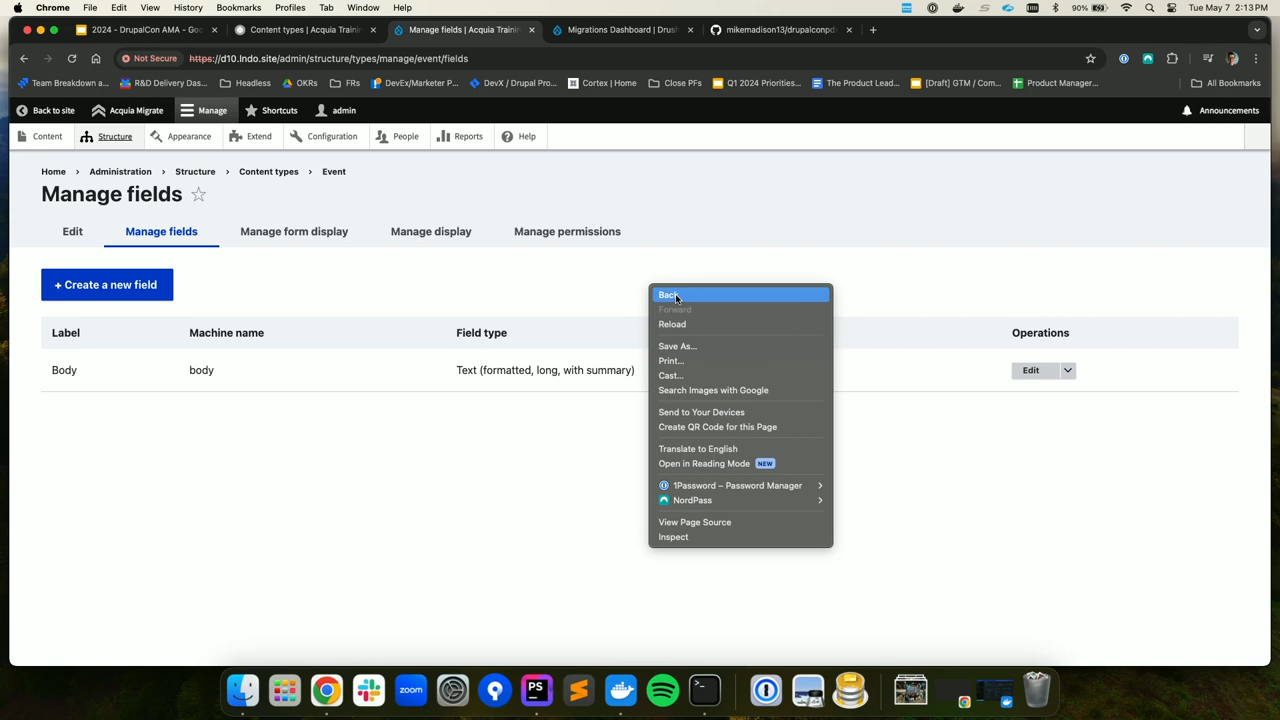 Chrome File Edit View History Bookmarks Profiles Tab Window Help 90% Tue May 7 2:13 PM
2024 - DrupalCon AMA - Goo Content types | Acquia Trainin Manage fields | Acquia Trainin Migrations Dashboard | Drush mikemadison13/drupalconpdx
Not Secure https://d10.lndo.site/admin/structure/types/manage/event/fields
Team Breakdown a... R&D Delivery Das... Headless OKRs FRs DevEx/Marketer P... DevX / Drupal Pro... Cortex | Home Close PFs Q1 2024 Priorities... The Product Lead... [Draft] GTM / Com... Product Manager... All Bookmarks
Back to site Acquia Migrate Manage Shortcuts admin Announcements
Content Structure Appearance Extend Configuration People Reports Help
Home › Administration › Structure › Content types › Event
Manage fields
Edit Manage fields Manage form display Manage display Manage permissions
+ Create a new field
Label Machine name Field type Operations
Body body Text (formatted, long, with summary) Edit
Back
Forward
Reload
Save As...
Print...
Cast...
Search Images with Google
Send to Your Devices
Create QR Code for this Page
Translate to English
Open in Reading Mode NEW
1Password – Password Manager
NordPass
View Page Source
Inspect
zoom
PS